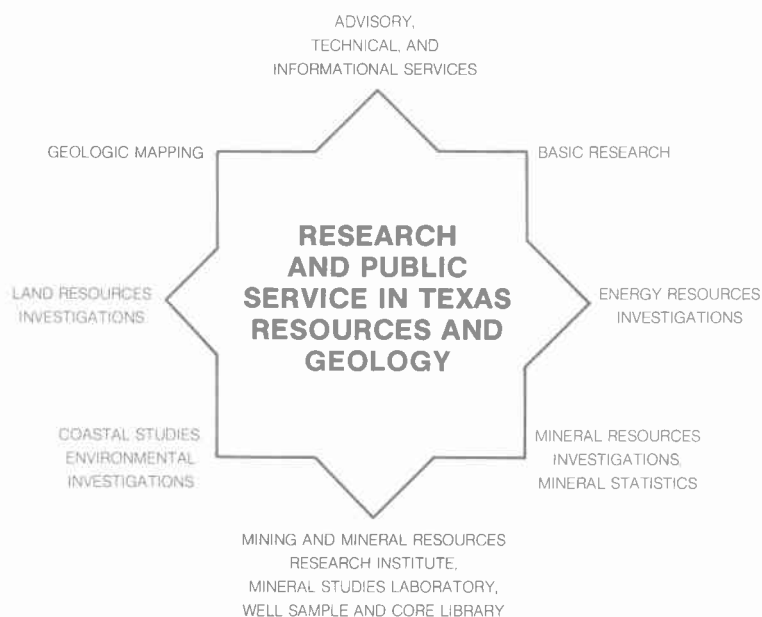 ADVISORY,
TECHNICAL, AND
INFORMATIONAL SERVICES
GEOLOGIC MAPPING
BASIC RESEARCH
RESEARCH
AND PUBLIC
SERVICE IN TEXAS
RESOURCES AND
GEOLOGY
LAND RESOURCES
INVESTIGATIONS
ENERGY RESOURCES
INVESTIGATIONS
COASTAL STUDIES
ENVIRONMENTAL
INVESTIGATIONS
MINERAL RESOURCES
INVESTIGATIONS,
MINERAL STATISTICS
MINING AND MINERAL RESOURCES
RESEARCH INSTITUTE,
MINERAL STUDIES LABORATORY,
WELL SAMPLE AND CORE LIBRARY